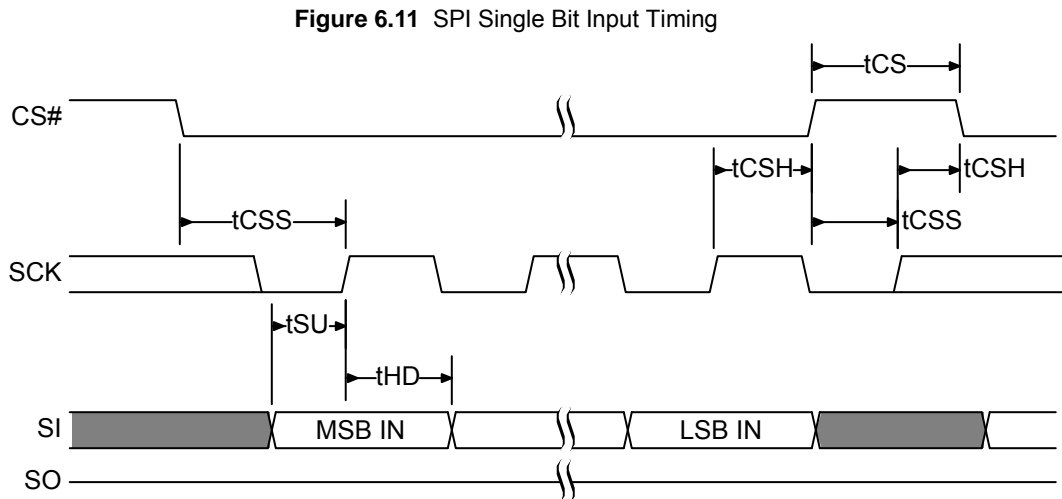 Figure 6.11 SPI Single Bit Input Timing
tCS
CS#
tCSH
tCSH
tCSS
tCSS
SCK
tSU
tHD
SI
MSB IN
LSB IN
SO